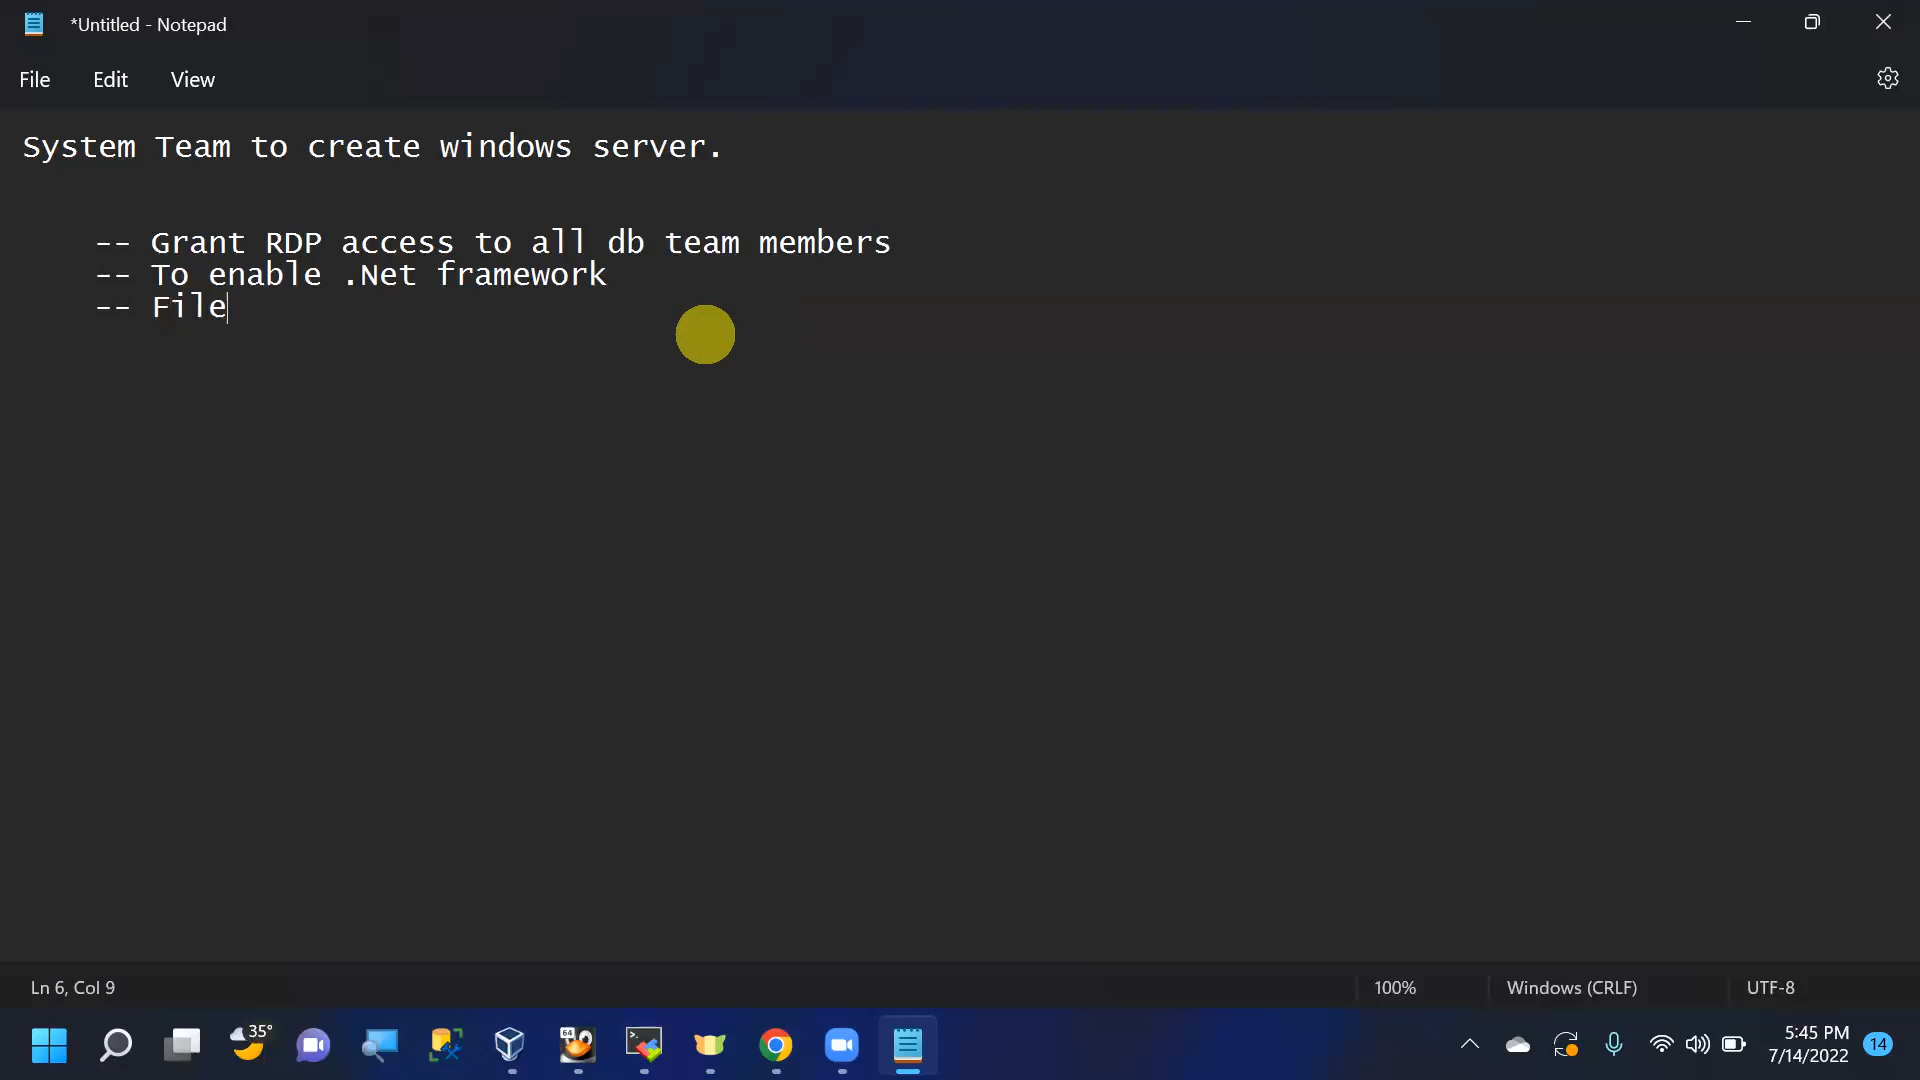 *Untitled - Notepad
File Edit View
System Team to create windows server.
-- Grant RDP access to all db team members
-- To enable .Net framework
-- File
Ln 6, Col 9 100% Windows (CRLF) UTF-8
35°
64
5:45 PM
7/14/2022
14